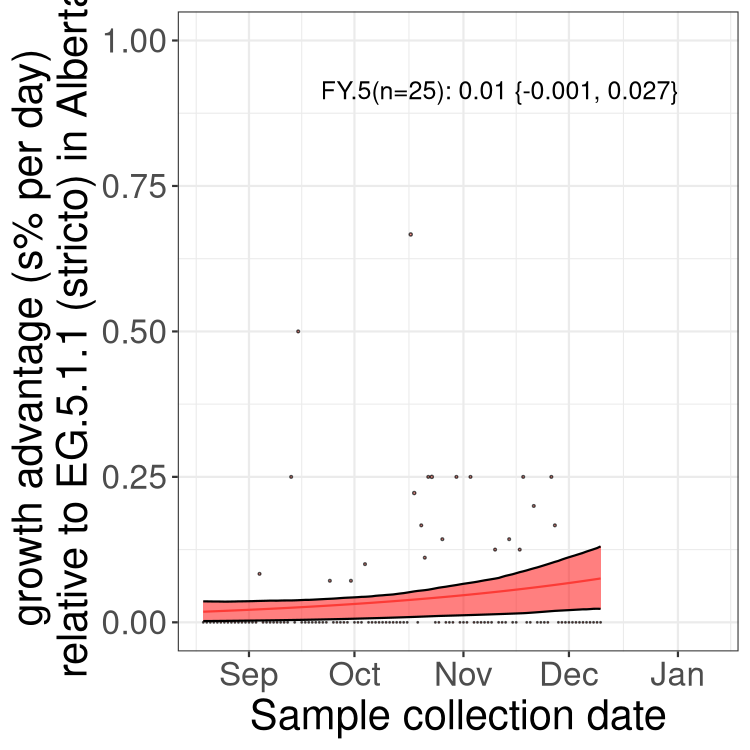 growth advantage (s% per day)
relative to EG.5.1.1 (stricto) in Alberta
1.00
0.75
0.50
0.25
0.00
FY.5(n=25): 0.01 {-0.001, 0.027}
Sep
Oct
Nov
Dec
Jan
Sample collection date